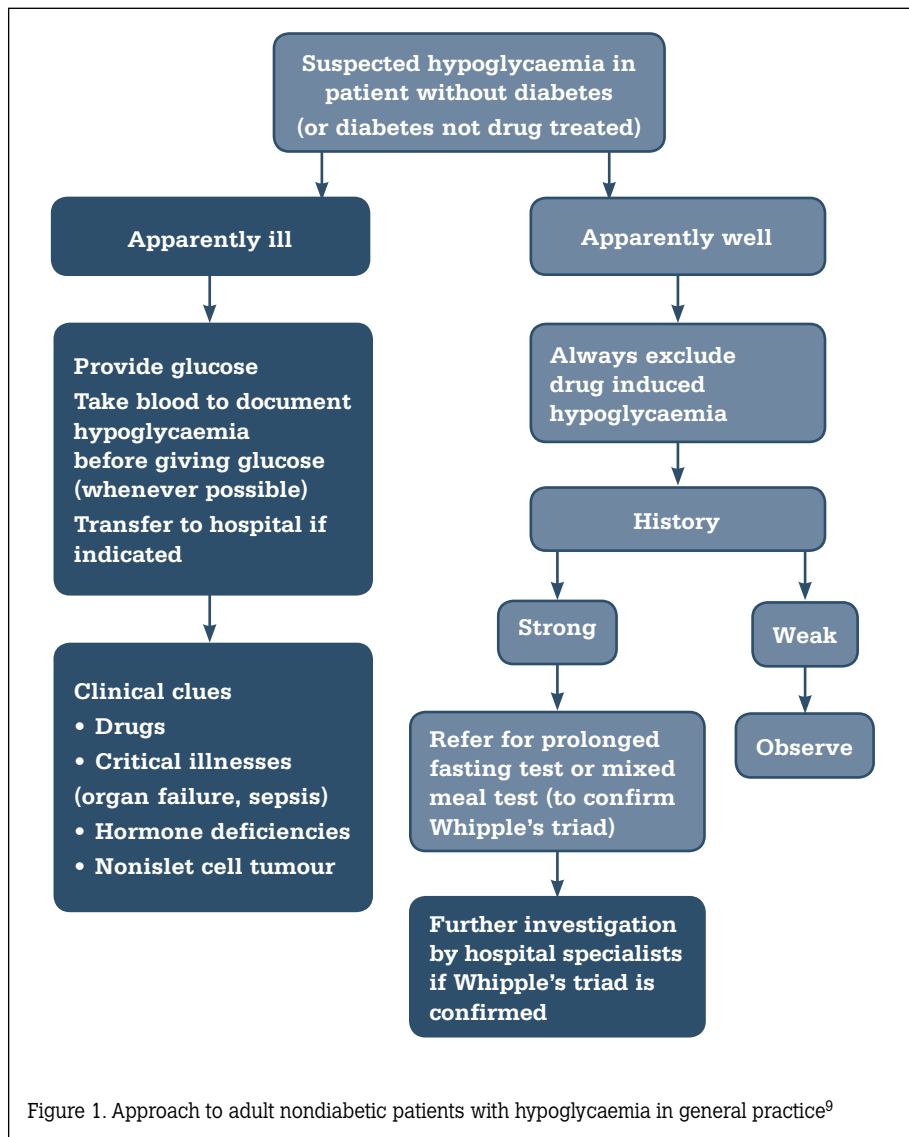 Suspected hypoglycaemia in
patient without diabetes
(or diabetes not drug treated)
Apparently ill
Provide glucose
Take blood to document
hypoglycaemia
before giving glucose
(whenever possible)
Transfer to hospital if
indicated
Clinical clues
• Drugs
• Critical illnesses
(organ failure, sepsis)
• Hormone deficiencies
• Nonislet cell tumour
Apparently well
Always exclude
drug induced
hypoglycaemia
History
Strong
Refer for prolonged
fasting test or mixed
meal test (to confirm
Whipple's triad)
Further investigation
by hospital specialists
if Whipple's triad is
confirmed
Weak
Observe
Figure 1. Approach to adult nondiabetic patients with hypoglycaemia in general practice⁹